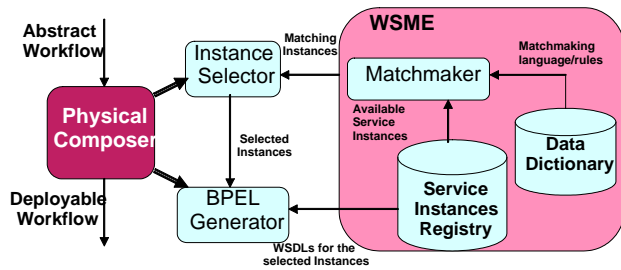 Abstract
Workflow
Physical
Composer
Deployable
Workflow
Instance
Selector
Matching
Instances
Selected
Instances
BPEL
Generator
WSDLs for the
selected Instances
WSME
Matchmaker
Matchmaking
language/rules
Available
Service
Instances
Data
Dictionary
Service
Instances
Registry